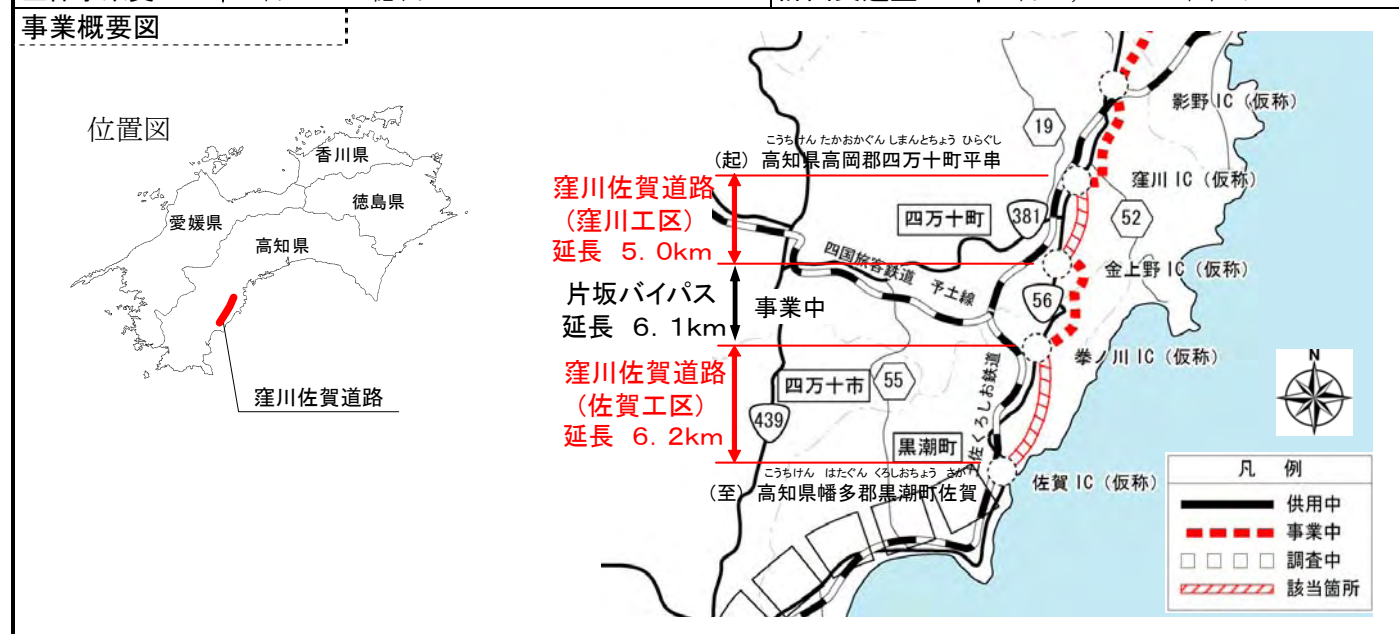 事業概要図
位置図
香川県
徳島県
愛媛県
高知県
窪川佐賀道路
こうちけん たかおかぐん しまんとちょう ひらぐし
(起) 高知県高岡郡四万十町平串
窪川佐賀道路
(窪川工区)
延長 5.0km
片坂バイパス
延長 6.1km
事業中
窪川佐賀道路
(佐賀工区)
延長 6.2km
こうちけん はたぐん くろしおちょう さが
(至) 高知県幡多郡黒潮町佐賀
影野 IC (仮称)
19
窪川 IC (仮称)
四万十町
381
52
四国旅客鉄道 予土線
金上野 IC (仮称)
56
拳ノ川 IC (仮称)
四万十市
55
439
土佐くろしお鉄道
黒潮町
佐賀 IC (仮称)
N
凡 例
供用中
事業中
調査中
該当箇所